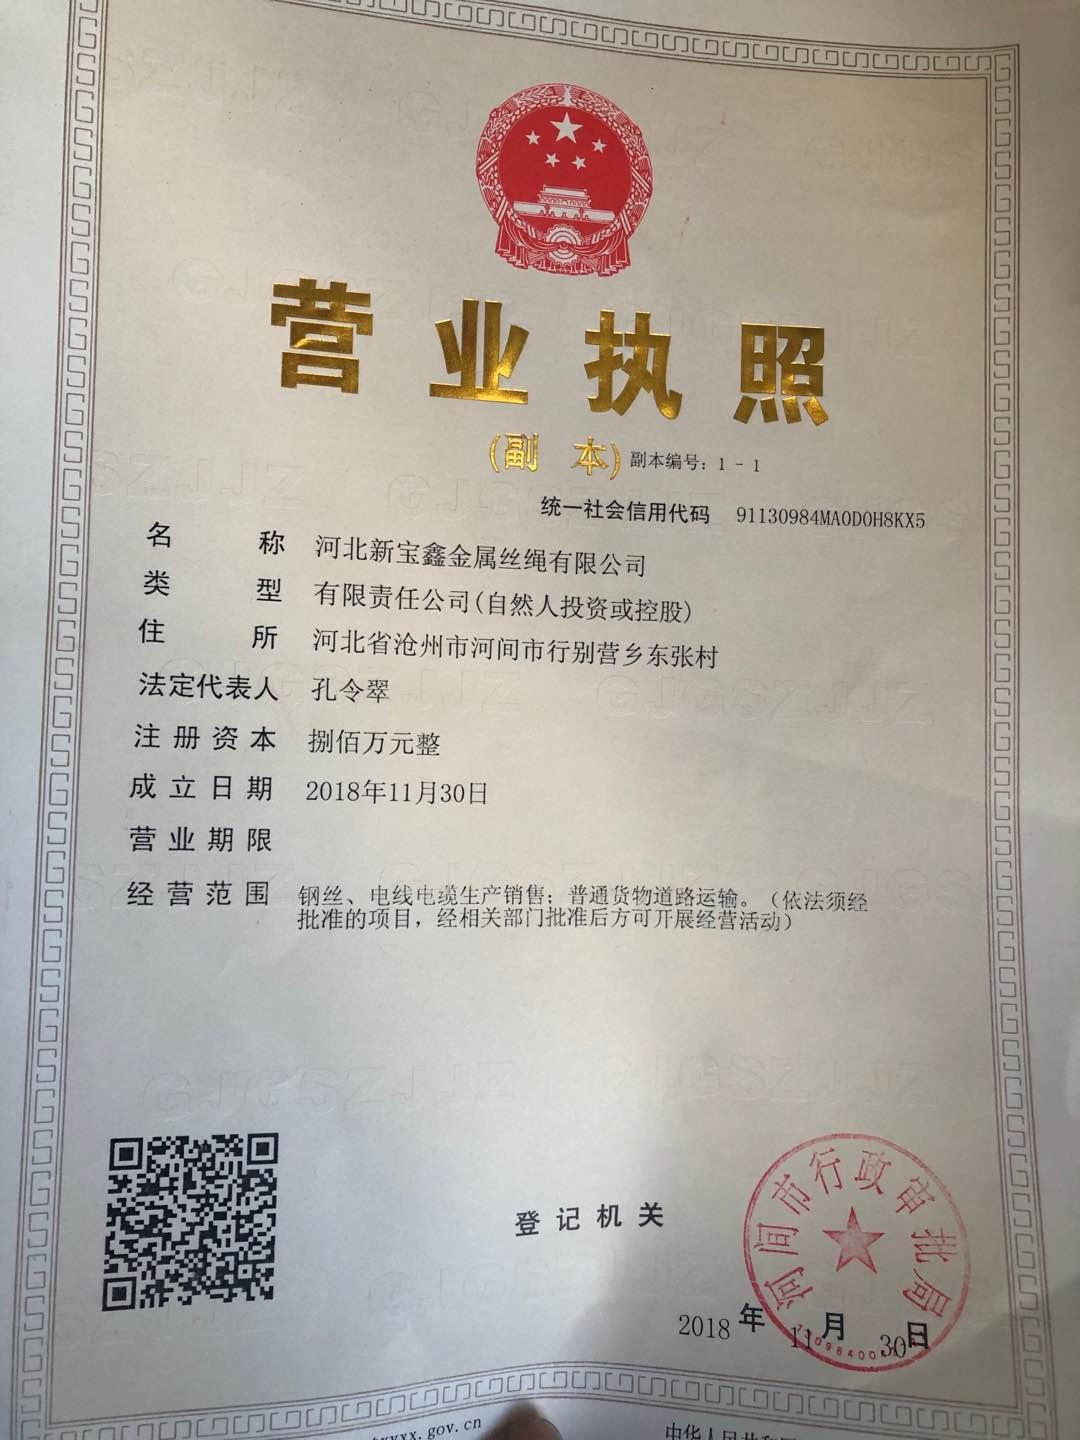 营业执照
(副 本) 副本编号：1 - 1
统一社会信用代码 91130984MA0D0H8KX5
名称 河北新宝鑫金属丝绳有限公司
类型 有限责任公司(自然人投资或控股)
住所 河北省沧州市河间市行别营乡东张村
法定代表人 孔令翠
注册资本 捌佰万元整
成立日期 2018年11月30日
营业期限
经营范围 钢丝、电线电缆生产销售；普通货物道路运输。（依法须经
批准的项目，经相关部门批准后方可开展经营活动）
登记机关
河间市行政审批局
2018 年 11 月 30 日
.gov.cn